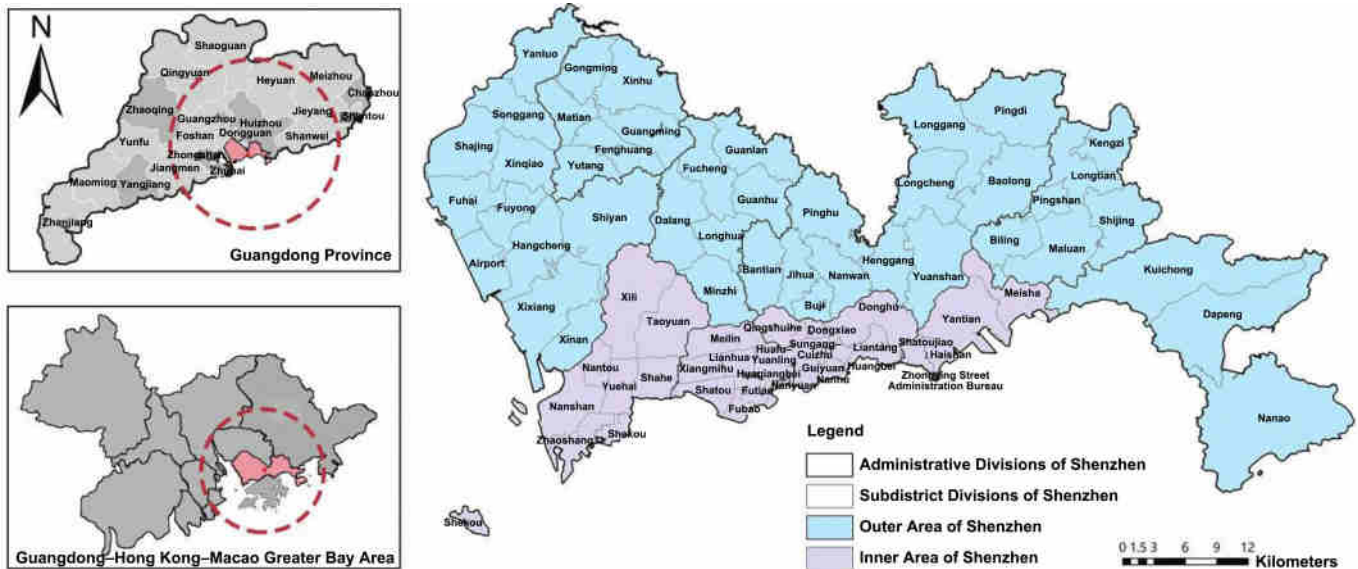 N
Shaoguan
Qingyuan
Heyuan
Meizhou
Chaozhou
Zhaoqing
Guangzhou
Huizhou
Jieyang
Foshan
Dongguan
Shanwei
Yunfu
Zhongshan
Jiangmen
Zhuhai
Maoming
Yangjiang
Zhanjiang
Guangdong Province
Guangdong–Hong Kong–Macao Greater Bay Area
Yanluo
Gongming
Xinhu
Songgang
Matian
Guangming
Shajing
Xinqiao
Fenghuang
Yutang
Fucheng
Guanlan
Fuhai
Fuyong
Shiyan
Dalang
Guanhu
Pinghu
Hangcheng
Longhua
Airport
Bantian
Jihua
Nanwan
Henggang
Yuanshan
Xixiang
Minzhi
Buji
Xinan
Longgang
Pingdi
Kengzi
Longcheng
Baolong
Longtian
Pingshan
Shijing
Biling
Maluan
Kuichong
Dapeng
Nanao
Xili
Taoyuan
Meilin
Qingshuihe
Dongxiao
Donghu
Yantian
Meisha
Lianhua
Huafu
Yuanling
Sungang
Cuizhu
Liantang
Shatoujiao
Haishan
Nantou
Yuehai
Shahe
Xiangmihu
Huaqiangbei
Guiyuan
Huangbei
Zhongying Street
Administration Bureau
Nanshan
Shatou
Futian
Nanyuan
Nanhu
Fubao
Zhaoshang
Shekou
Shekou
Legend
Administrative Divisions of Shenzhen
Subdistrict Divisions of Shenzhen
Outer Area of Shenzhen
Inner Area of Shenzhen
0 1.5 3 6 9 12
Kilometers